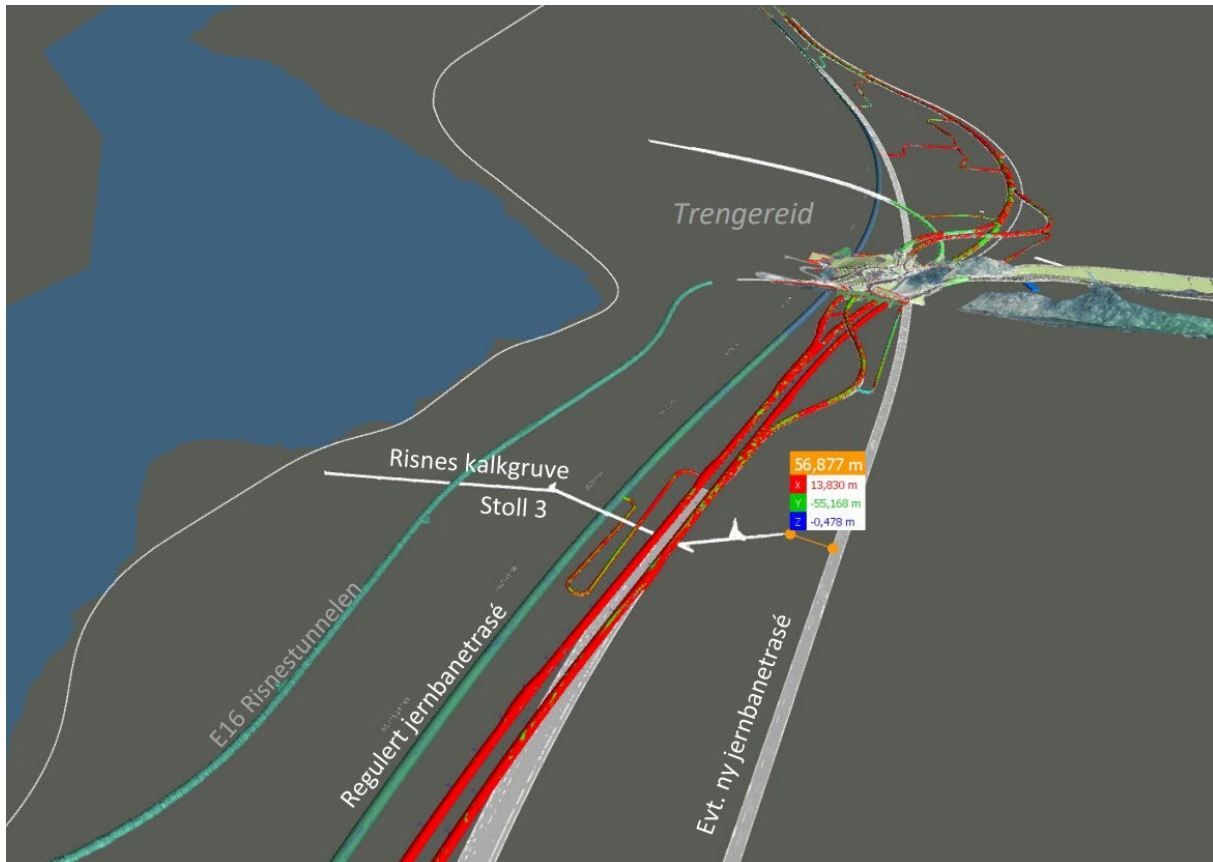 Trengereid
Risnes kalkgruve
Stoll 3
56,877 m
X 13,830 m
Y -55,168 m
Z -0,478 m
E16 Risnestunnelen
Regulert jernbanetrasé
Evt. ny jernbanetrasé